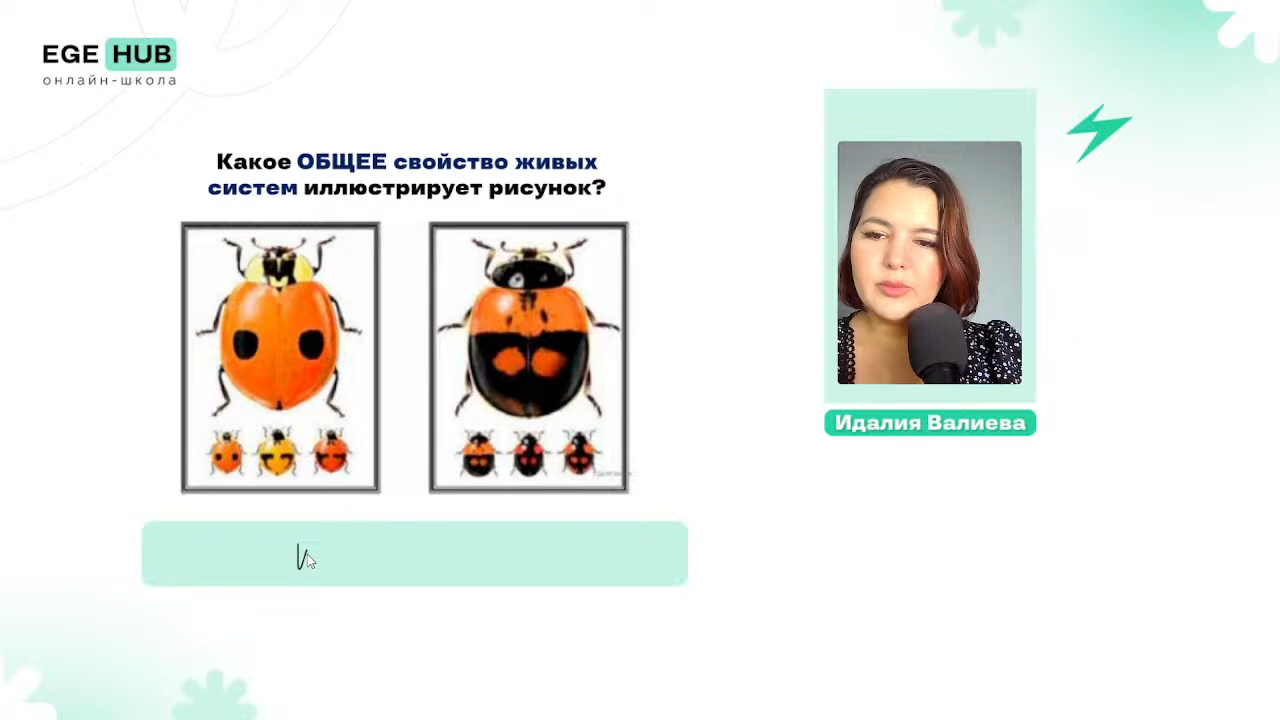 EGE HUB
онлайн-школа
Какое ОБЩЕЕ свойство живых
систем иллюстрирует рисунок?
Идалия Валиева